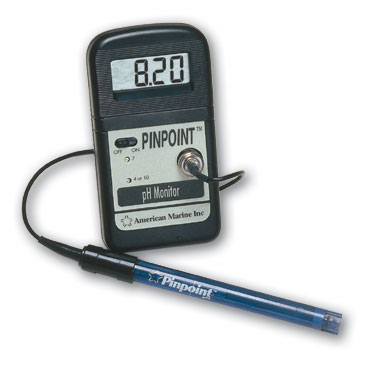 8.20
PINPOINT™
OFF ON
7
4 or 10
pH Monitor
American Marine Inc
Pinpoint